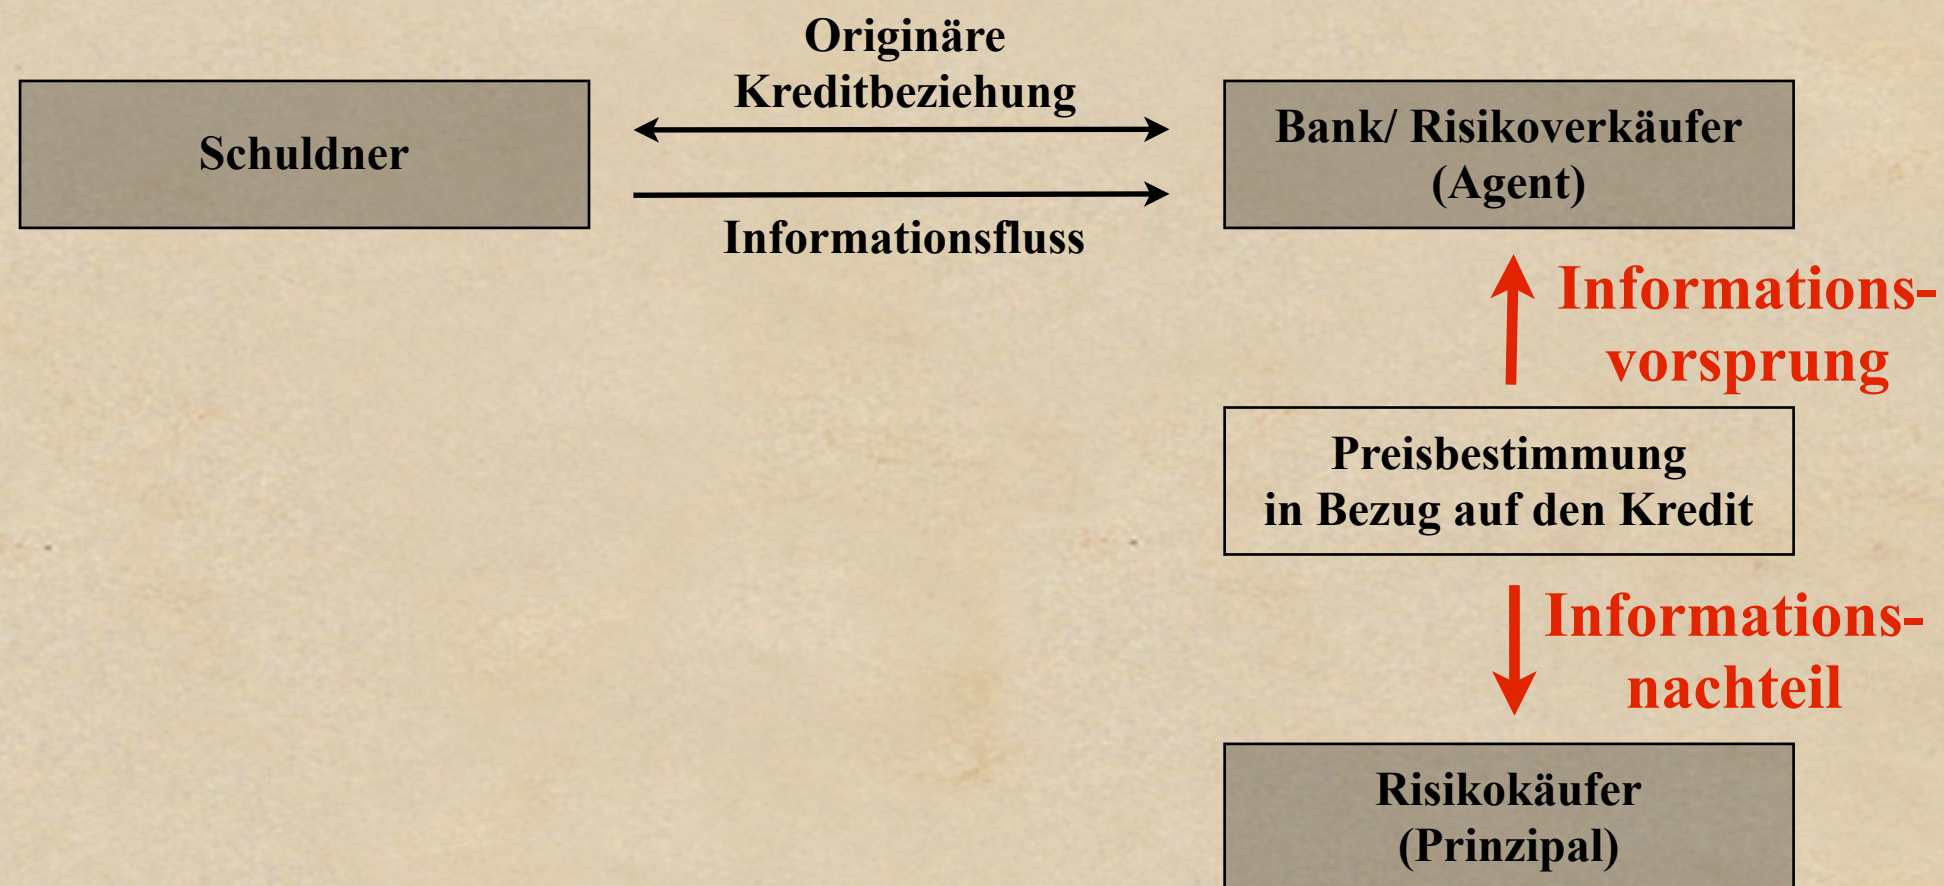 Originäre
Kreditbeziehung
Schuldner
Bank/ Risikoverkäufer
(Agent)
Informationsfluss
Informations-
vorsprung
Preisbestimmung
in Bezug auf den Kredit
Informations-
nachteil
Risikokäufer
(Prinzipal)